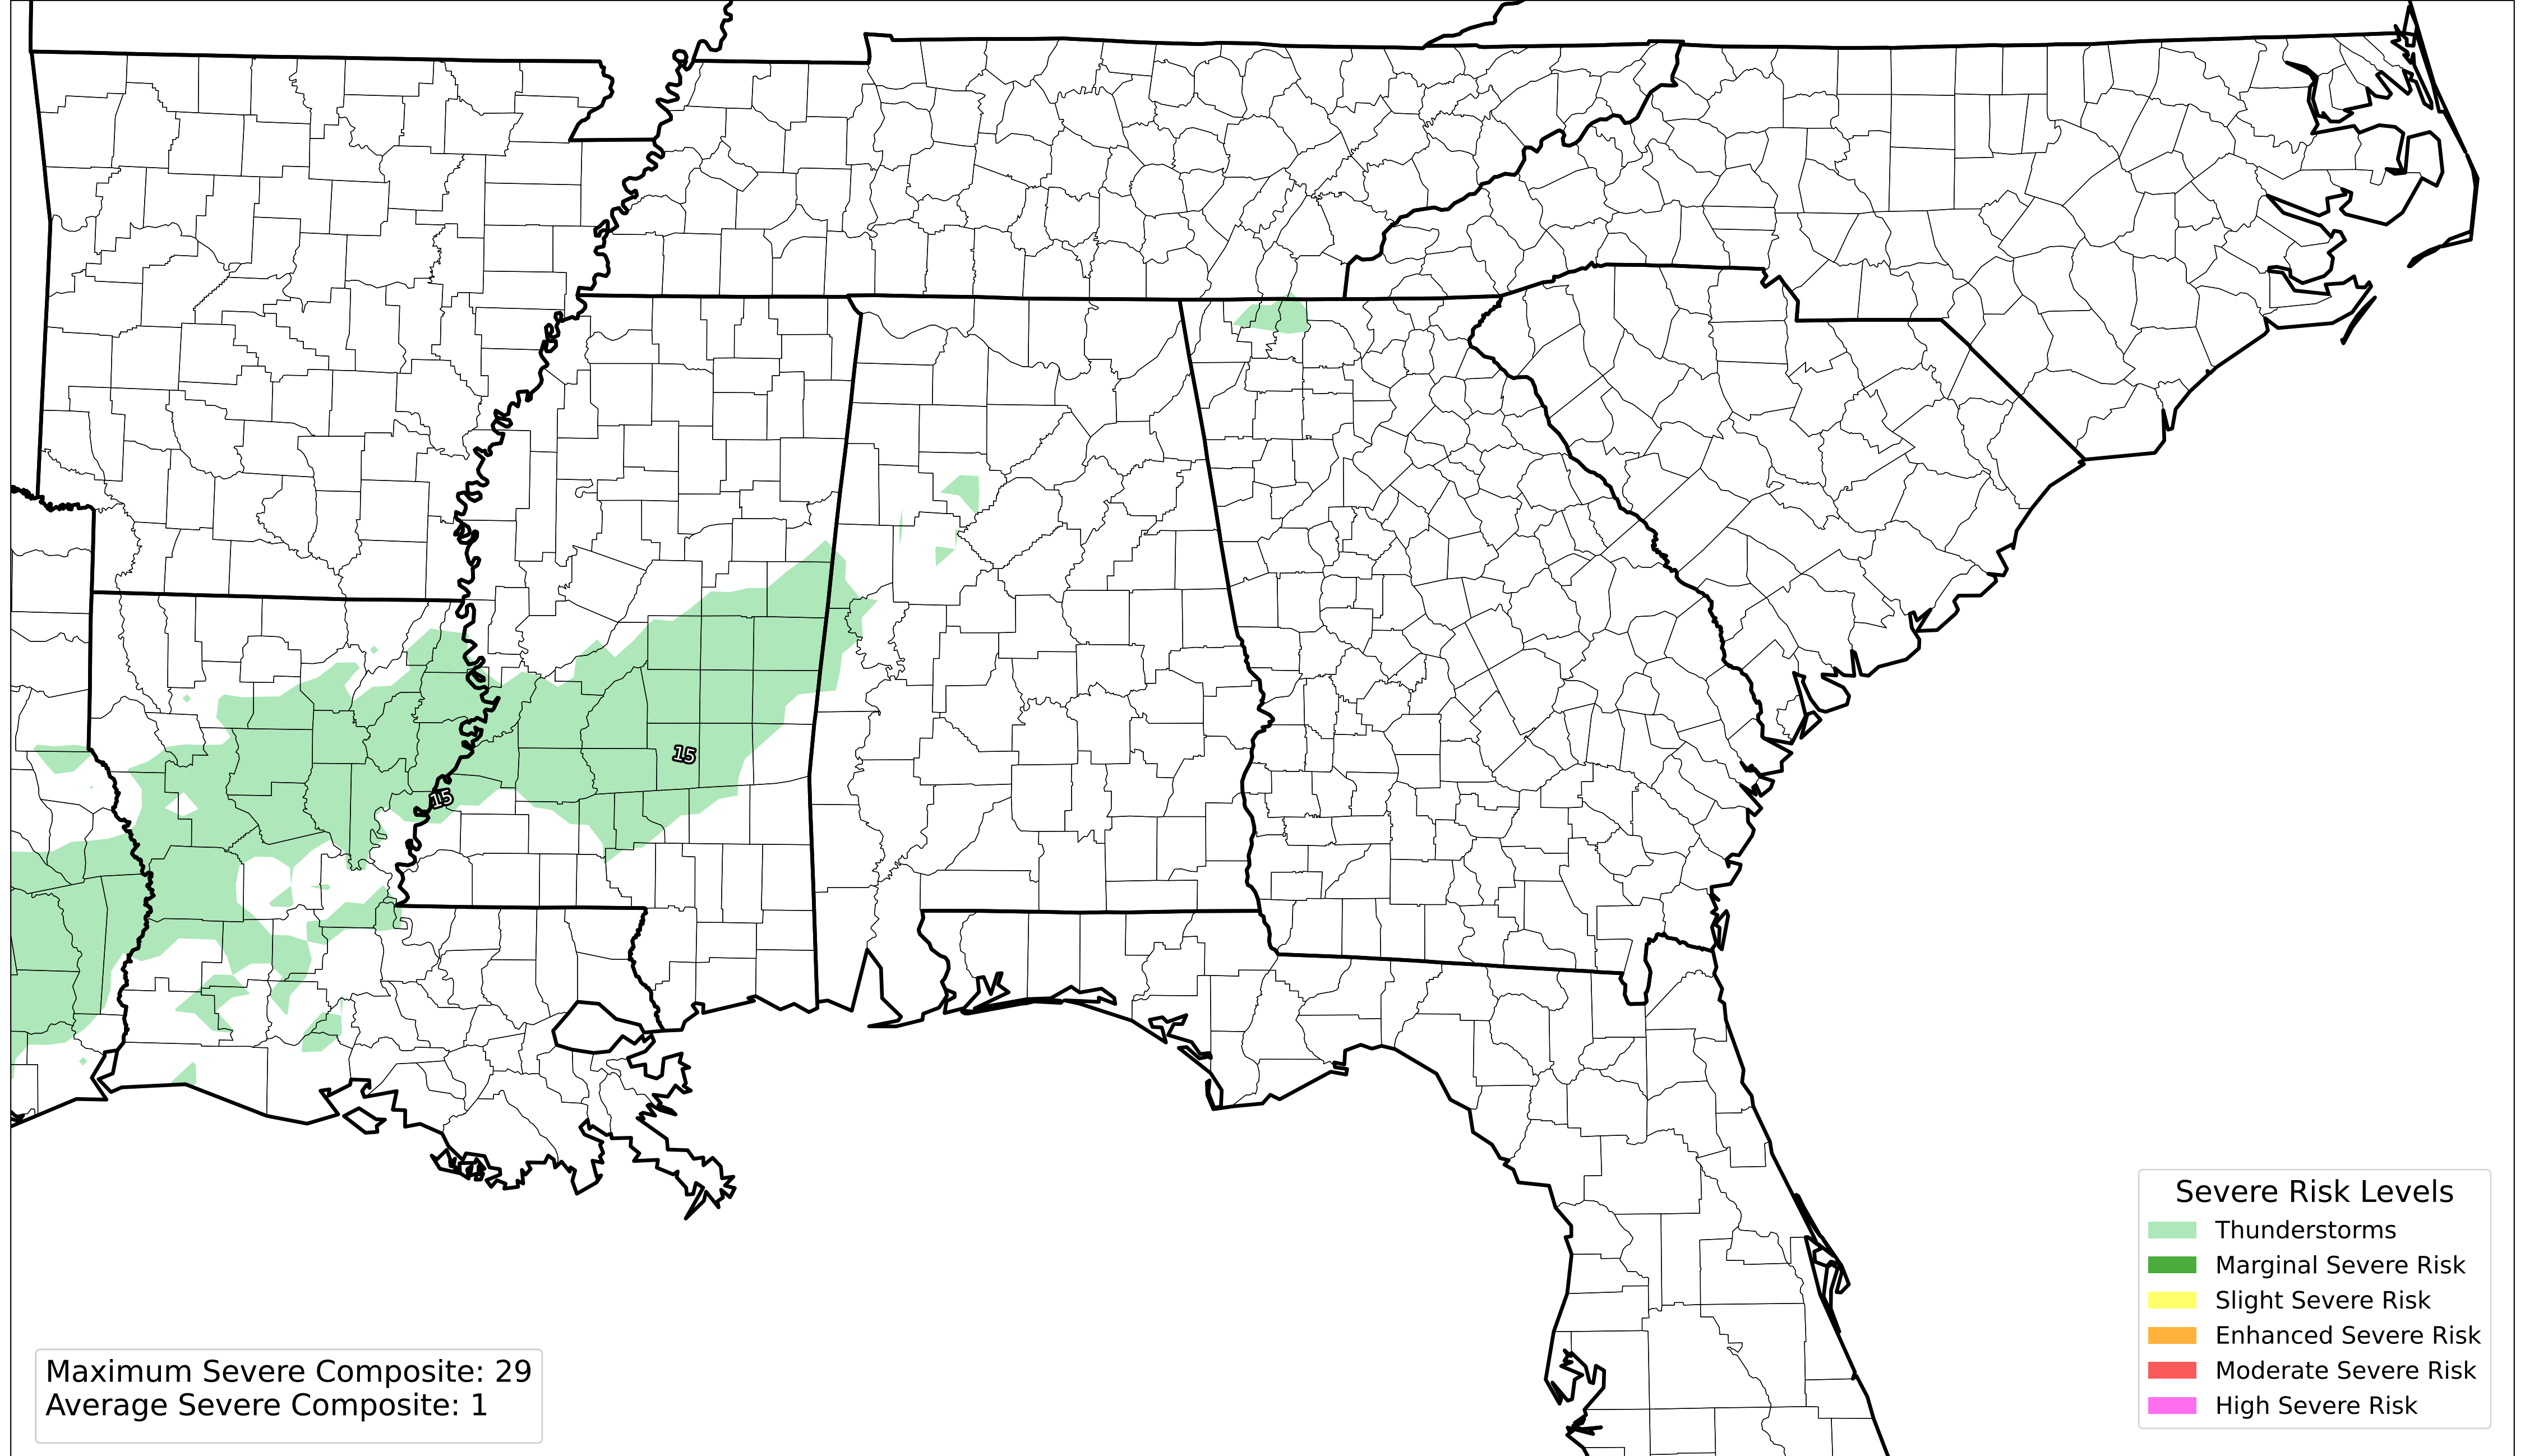 15
15
Severe Risk Levels
Thunderstorms
Marginal Severe Risk
Slight Severe Risk
Enhanced Severe Risk
Moderate Severe Risk
High Severe Risk
Maximum Severe Composite: 29
Average Severe Composite: 1